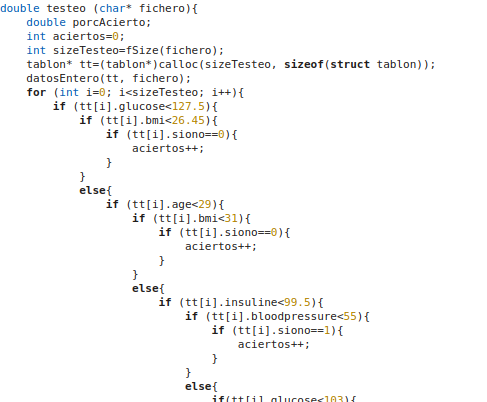 double testeo (char* fichero){
    double porcAcierto;
    int aciertos=0;
    int sizeTesteo=fSize(fichero);
    tablon* tt=(tablon*)calloc(sizeTesteo, sizeof(struct tablon));
    datosEntero(tt, fichero);
    for (int i=0; i<sizeTesteo; i++){
        if (tt[i].glucose<127.5){
            if (tt[i].bmi<26.45){
                if (tt[i].siono==0){
                    aciertos++;
                }
            }
            else{
                if (tt[i].age<29){
                    if (tt[i].bmi<31){
                        if (tt[i].siono==0){
                            aciertos++;
                        }
                    }
                    else{
                        if (tt[i].insuline<99.5){
                            if (tt[i].bloodpressure<55){
                                if (tt[i].siono==1){
                                    aciertos++;
                                }
                            }
                            else{
                                if(tt[i].glucose<103){